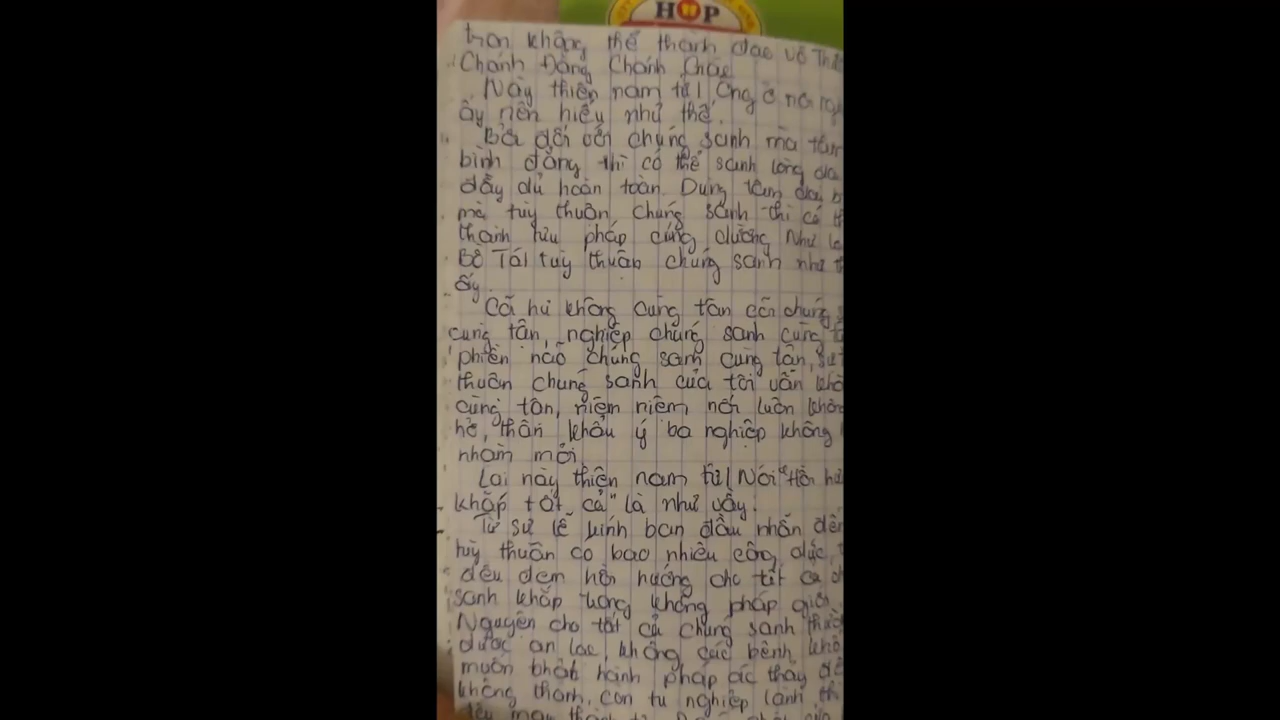 HỢP
trọn không thể thành đạo vô
Chánh Đẳng Chánh Giác
Này thiện nam tử! Ông ở nơi
ấy nên hiểu như thế.
Bởi đối với chúng sanh mà tâm
bình đẳng thì có thể sanh lòng
đầy đủ hoàn toàn. Dùng tâm đại
mà tùy thuận chúng sanh thì có
thành tựu pháp cúng dường Như
Bồ Tát tùy thuận chúng sanh như
ấy.
Cõi hư không cùng tận cõi chúng
cùng tận, nghiệp chúng sanh cùng
phiền não chúng sanh cùng tận, sự
thuận chúng sanh của tôi vẫn
cùng tận, niệm niệm nối luôn
hở, thân khẩu ý ba nghiệp không
nhàm mỏi
Lại này thiện nam tử! Nói "Hồi
khắp tất cả" là như vậy:
Từ sự lễ kính ban đầu nhẫn đến
tùy thuận có bao nhiêu công đức,
đều đem hồi hướng cho tất cả
sanh khắp trong không pháp giới.
Nguyện cho tất cả chúng sanh
được an lạc, không các bệnh
muốn thực hành pháp ác thảy
không thành, còn tu nghiệp lành